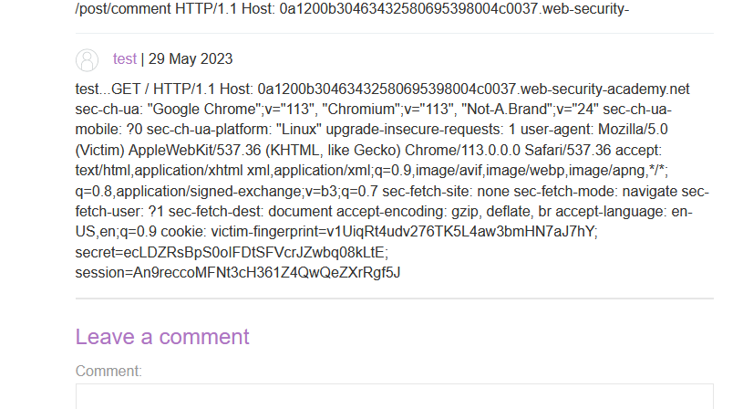 /post/comment HTTP/1.1 Host: 0a1200b30463432580695398004c0037.web-security-
test | 29 May 2023
test...GET / HTTP/1.1 Host: 0a1200b30463432580695398004c0037.web-security-academy.net
sec-ch-ua: "Google Chrome";v="113", "Chromium";v="113", "Not-A.Brand";v="24" sec-ch-ua-
mobile: ?0 sec-ch-ua-platform: "Linux" upgrade-insecure-requests: 1 user-agent: Mozilla/5.0
(Victim) AppleWebKit/537.36 (KHTML, like Gecko) Chrome/113.0.0.0 Safari/537.36 accept:
text/html,application/xhtml xml,application/xml;q=0.9,image/avif,image/webp,image/apng,*/*;
q=0.8,application/signed-exchange;v=b3;q=0.7 sec-fetch-site: none sec-fetch-mode: navigate sec-
fetch-user: ?1 sec-fetch-dest: document accept-encoding: gzip, deflate, br accept-language: en-
US,en;q=0.9 cookie: victim-fingerprint=v1UiqRt4udv276TK5L4aw3bmHN7aJ7hY;
secret=ecLDZRsBpS0olFDtSFVcrJZwbq08kLtE;
session=An9reccoMFNt3cH361Z4QwQeZXrRgf5J
Leave a comment
Comment: